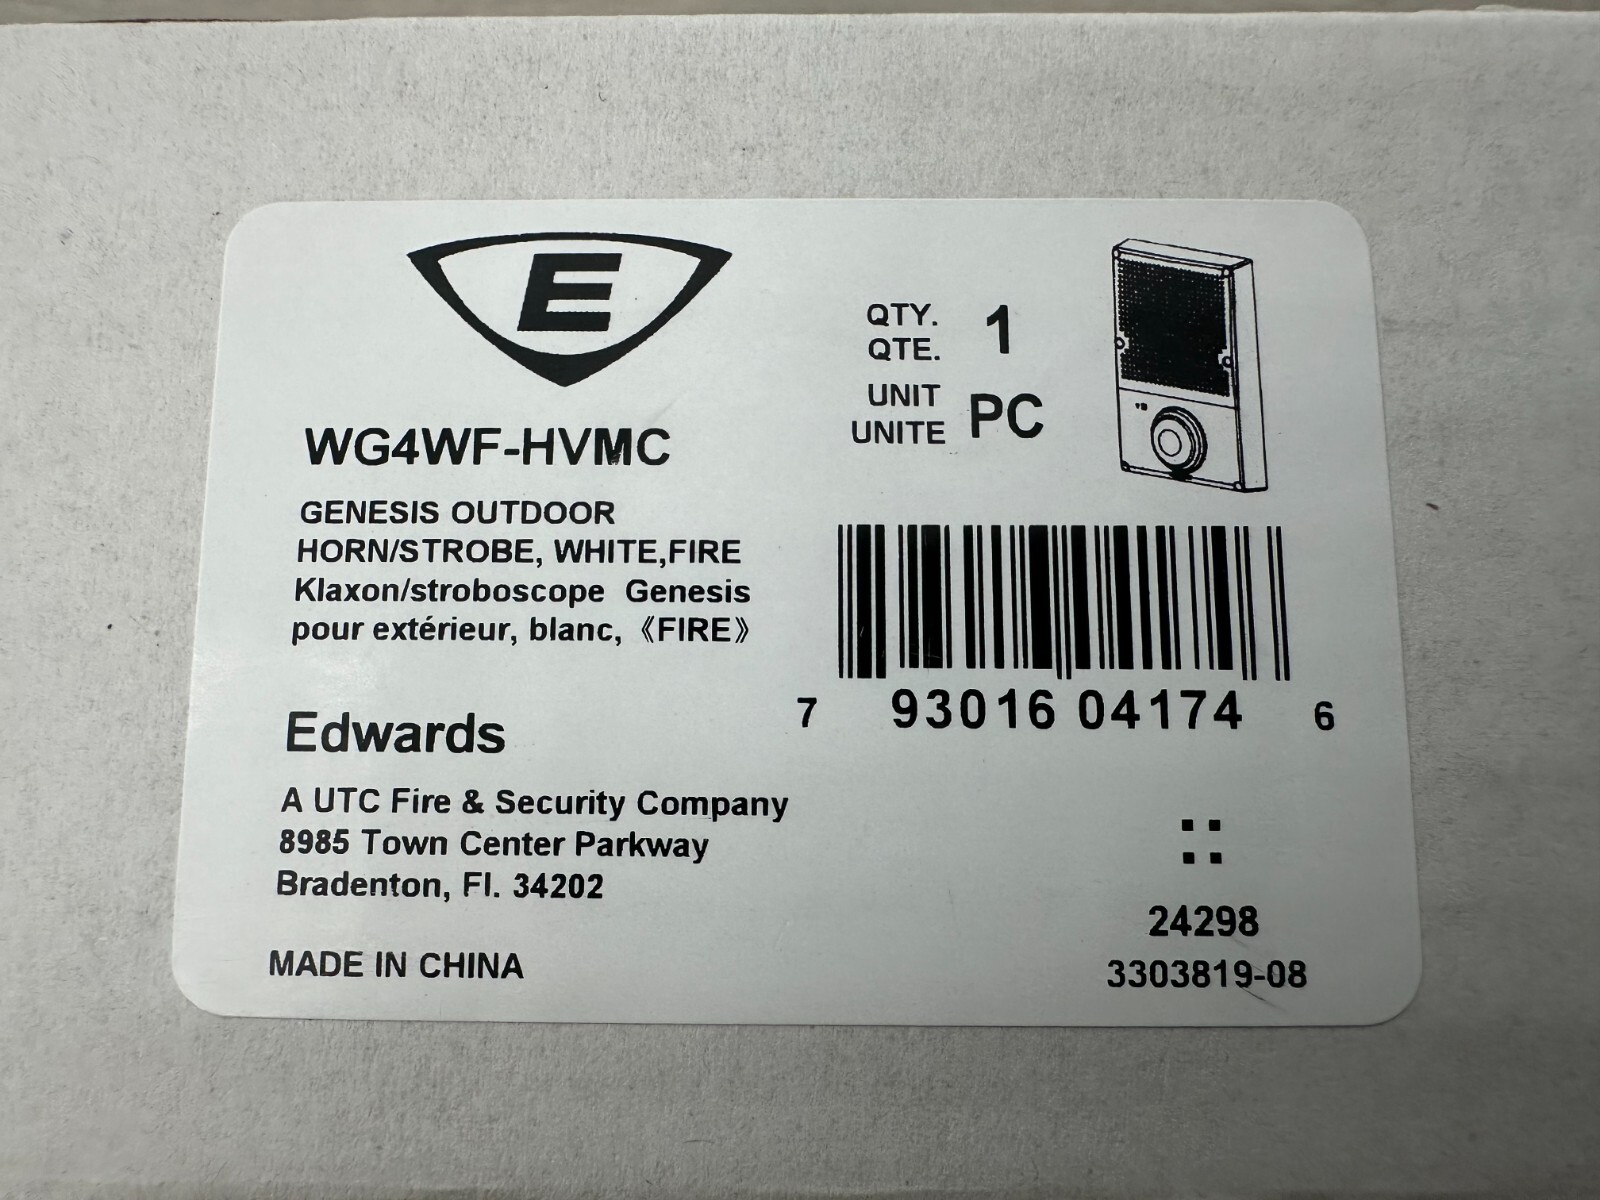 E
WG4WF-HVMC
GENESIS OUTDOOR
HORN/STROBE, WHITE,FIRE
Klaxon/stroboscope Genesis
pour extérieur, blanc, 《FIRE》
QTY. 1
QTE.
UNIT PC
UNITE
7 93016 04174 6
Edwards
A UTC Fire & Security Company
8985 Town Center Parkway
Bradenton, Fl. 34202
MADE IN CHINA
24298
3303819-08